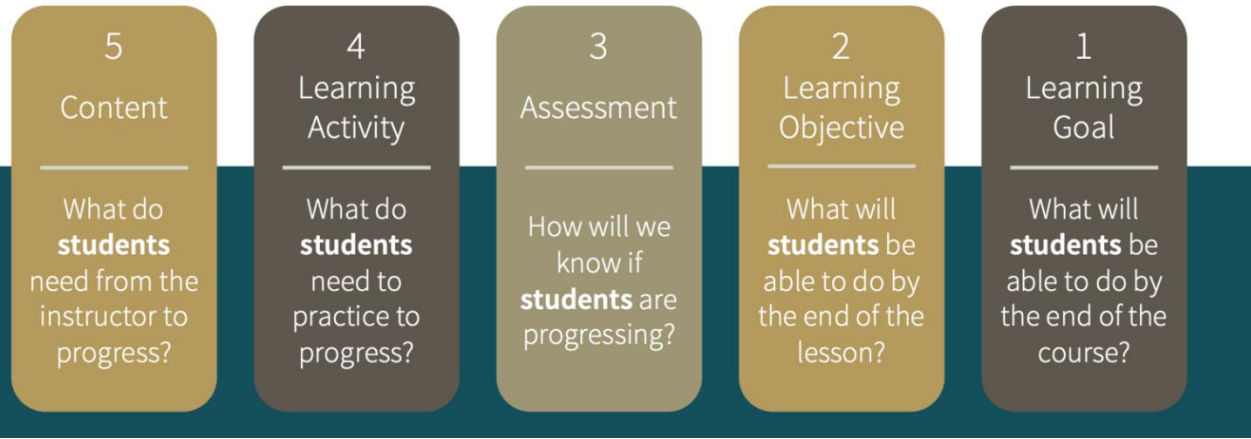 5
Content
What do
students
need from the
instructor to
progress?
4
Learning
Activity
What do
students
need to
practice to
progress?
3
Assessment
How will we
know if
students are
progressing?
2
Learning
Objective
What will
students be
able to do by
the end of the
lesson?
1
Learning
Goal
What will
students be
able to do by
the end of the
course?